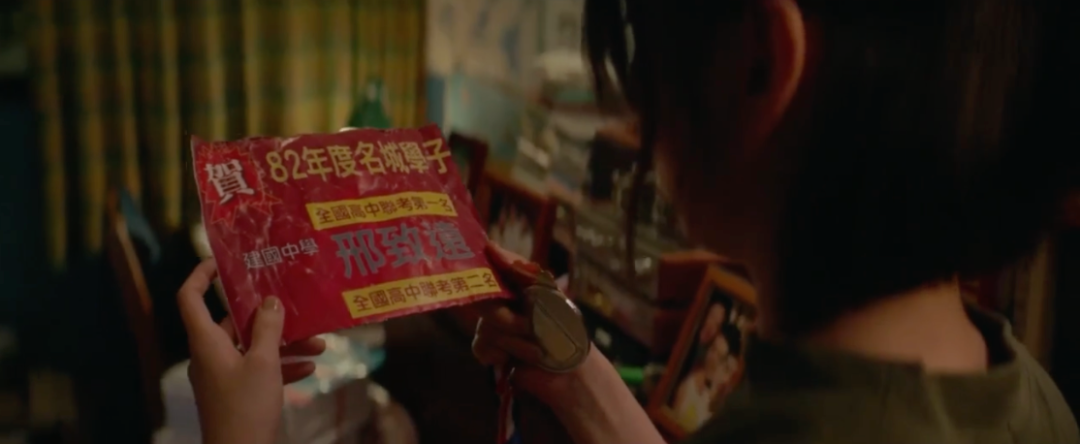 賀
82年度名城學子
全國高中聯考第一名
建國中學
邢致遠
全國高中聯考第二名